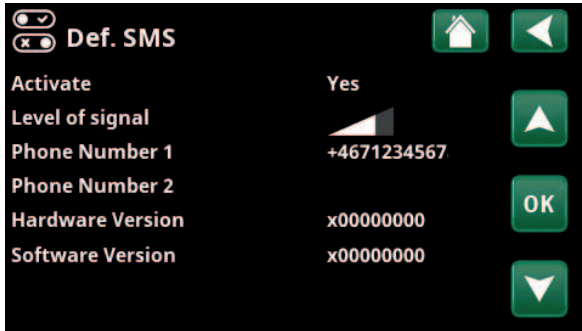 Def. SMS
Activate Yes
Level of signal
Phone Number 1 +4671234567
Phone Number 2
Hardware Version x00000000
OK
Software Version x00000000